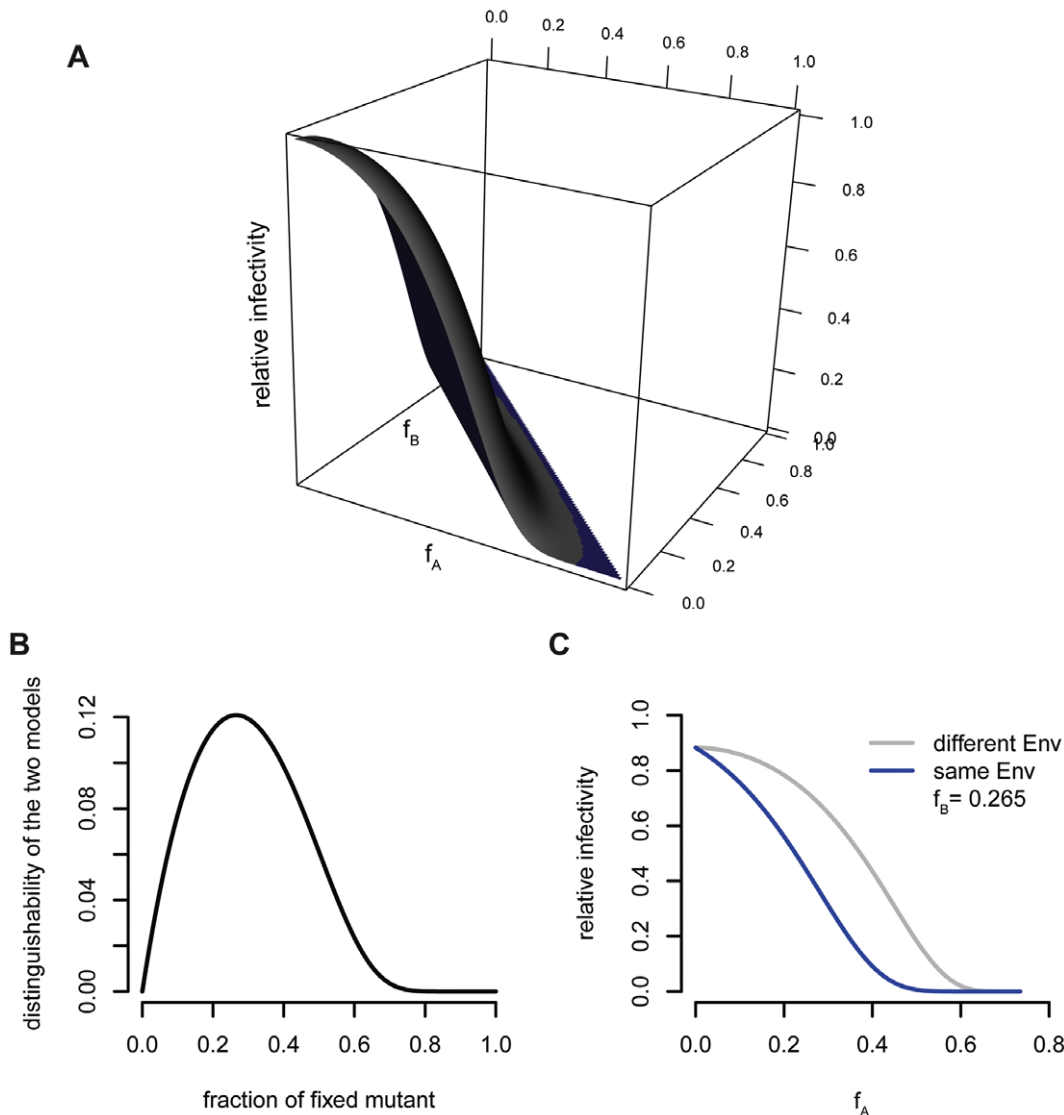 A
0.0 0.2 0.4 0.6 0.8 1.0
1.0
0.8
0.6
0.4
0.2
0.0
1.0
0.8
0.6
0.4
0.2
0.0
relative infectivity
f_B
f_A
B
distinguishability of the two models
0.12
0.08
0.04
0.00
0.0 0.2 0.4 0.6 0.8 1.0
fraction of fixed mutant
C
relative infectivity
1.0
0.8
0.6
0.4
0.2
0.0
different Env
same Env
f_B= 0.265
0.0 0.2 0.4 0.6 0.8
f_A